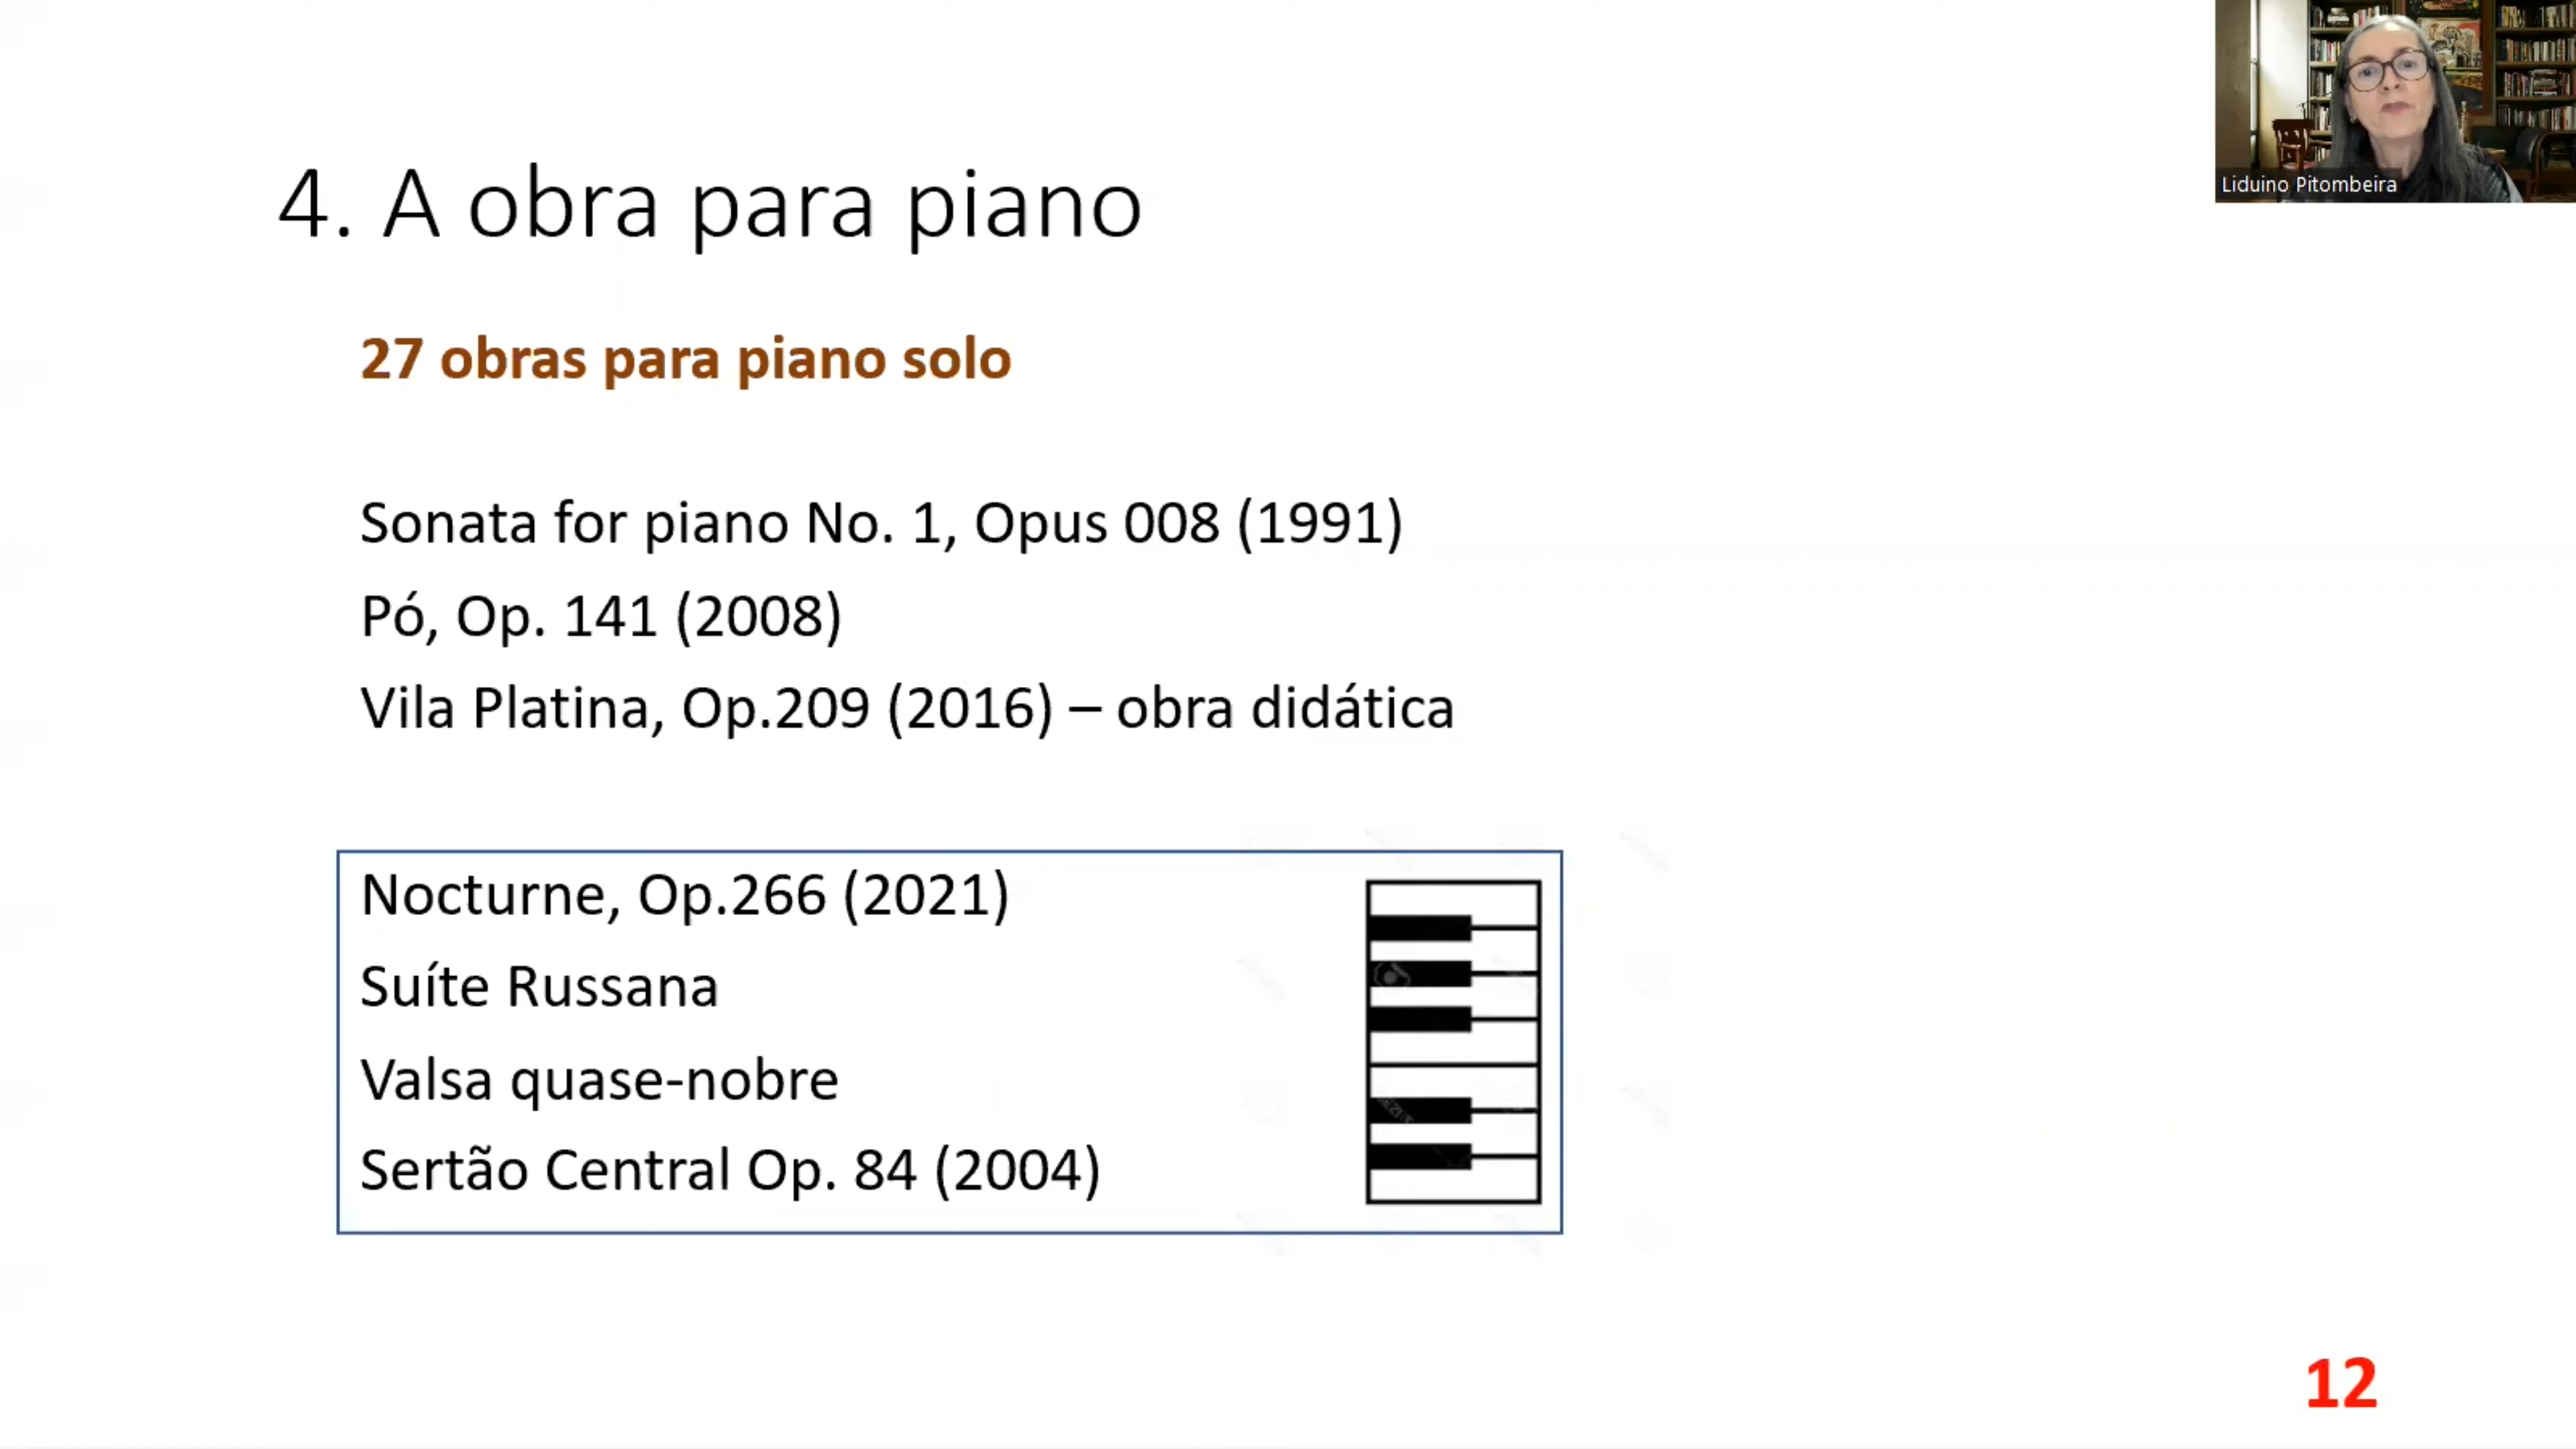 Liduino Pitombeira
4. A obra para piano
27 obras para piano solo
Sonata for piano No. 1, Opus 008 (1991)
Pó, Op. 141 (2008)
Vila Platina, Op.209 (2016) – obra didática
Nocturne, Op.266 (2021)
Suíte Russana
Valsa quase-nobre
Sertão Central Op. 84 (2004)
12